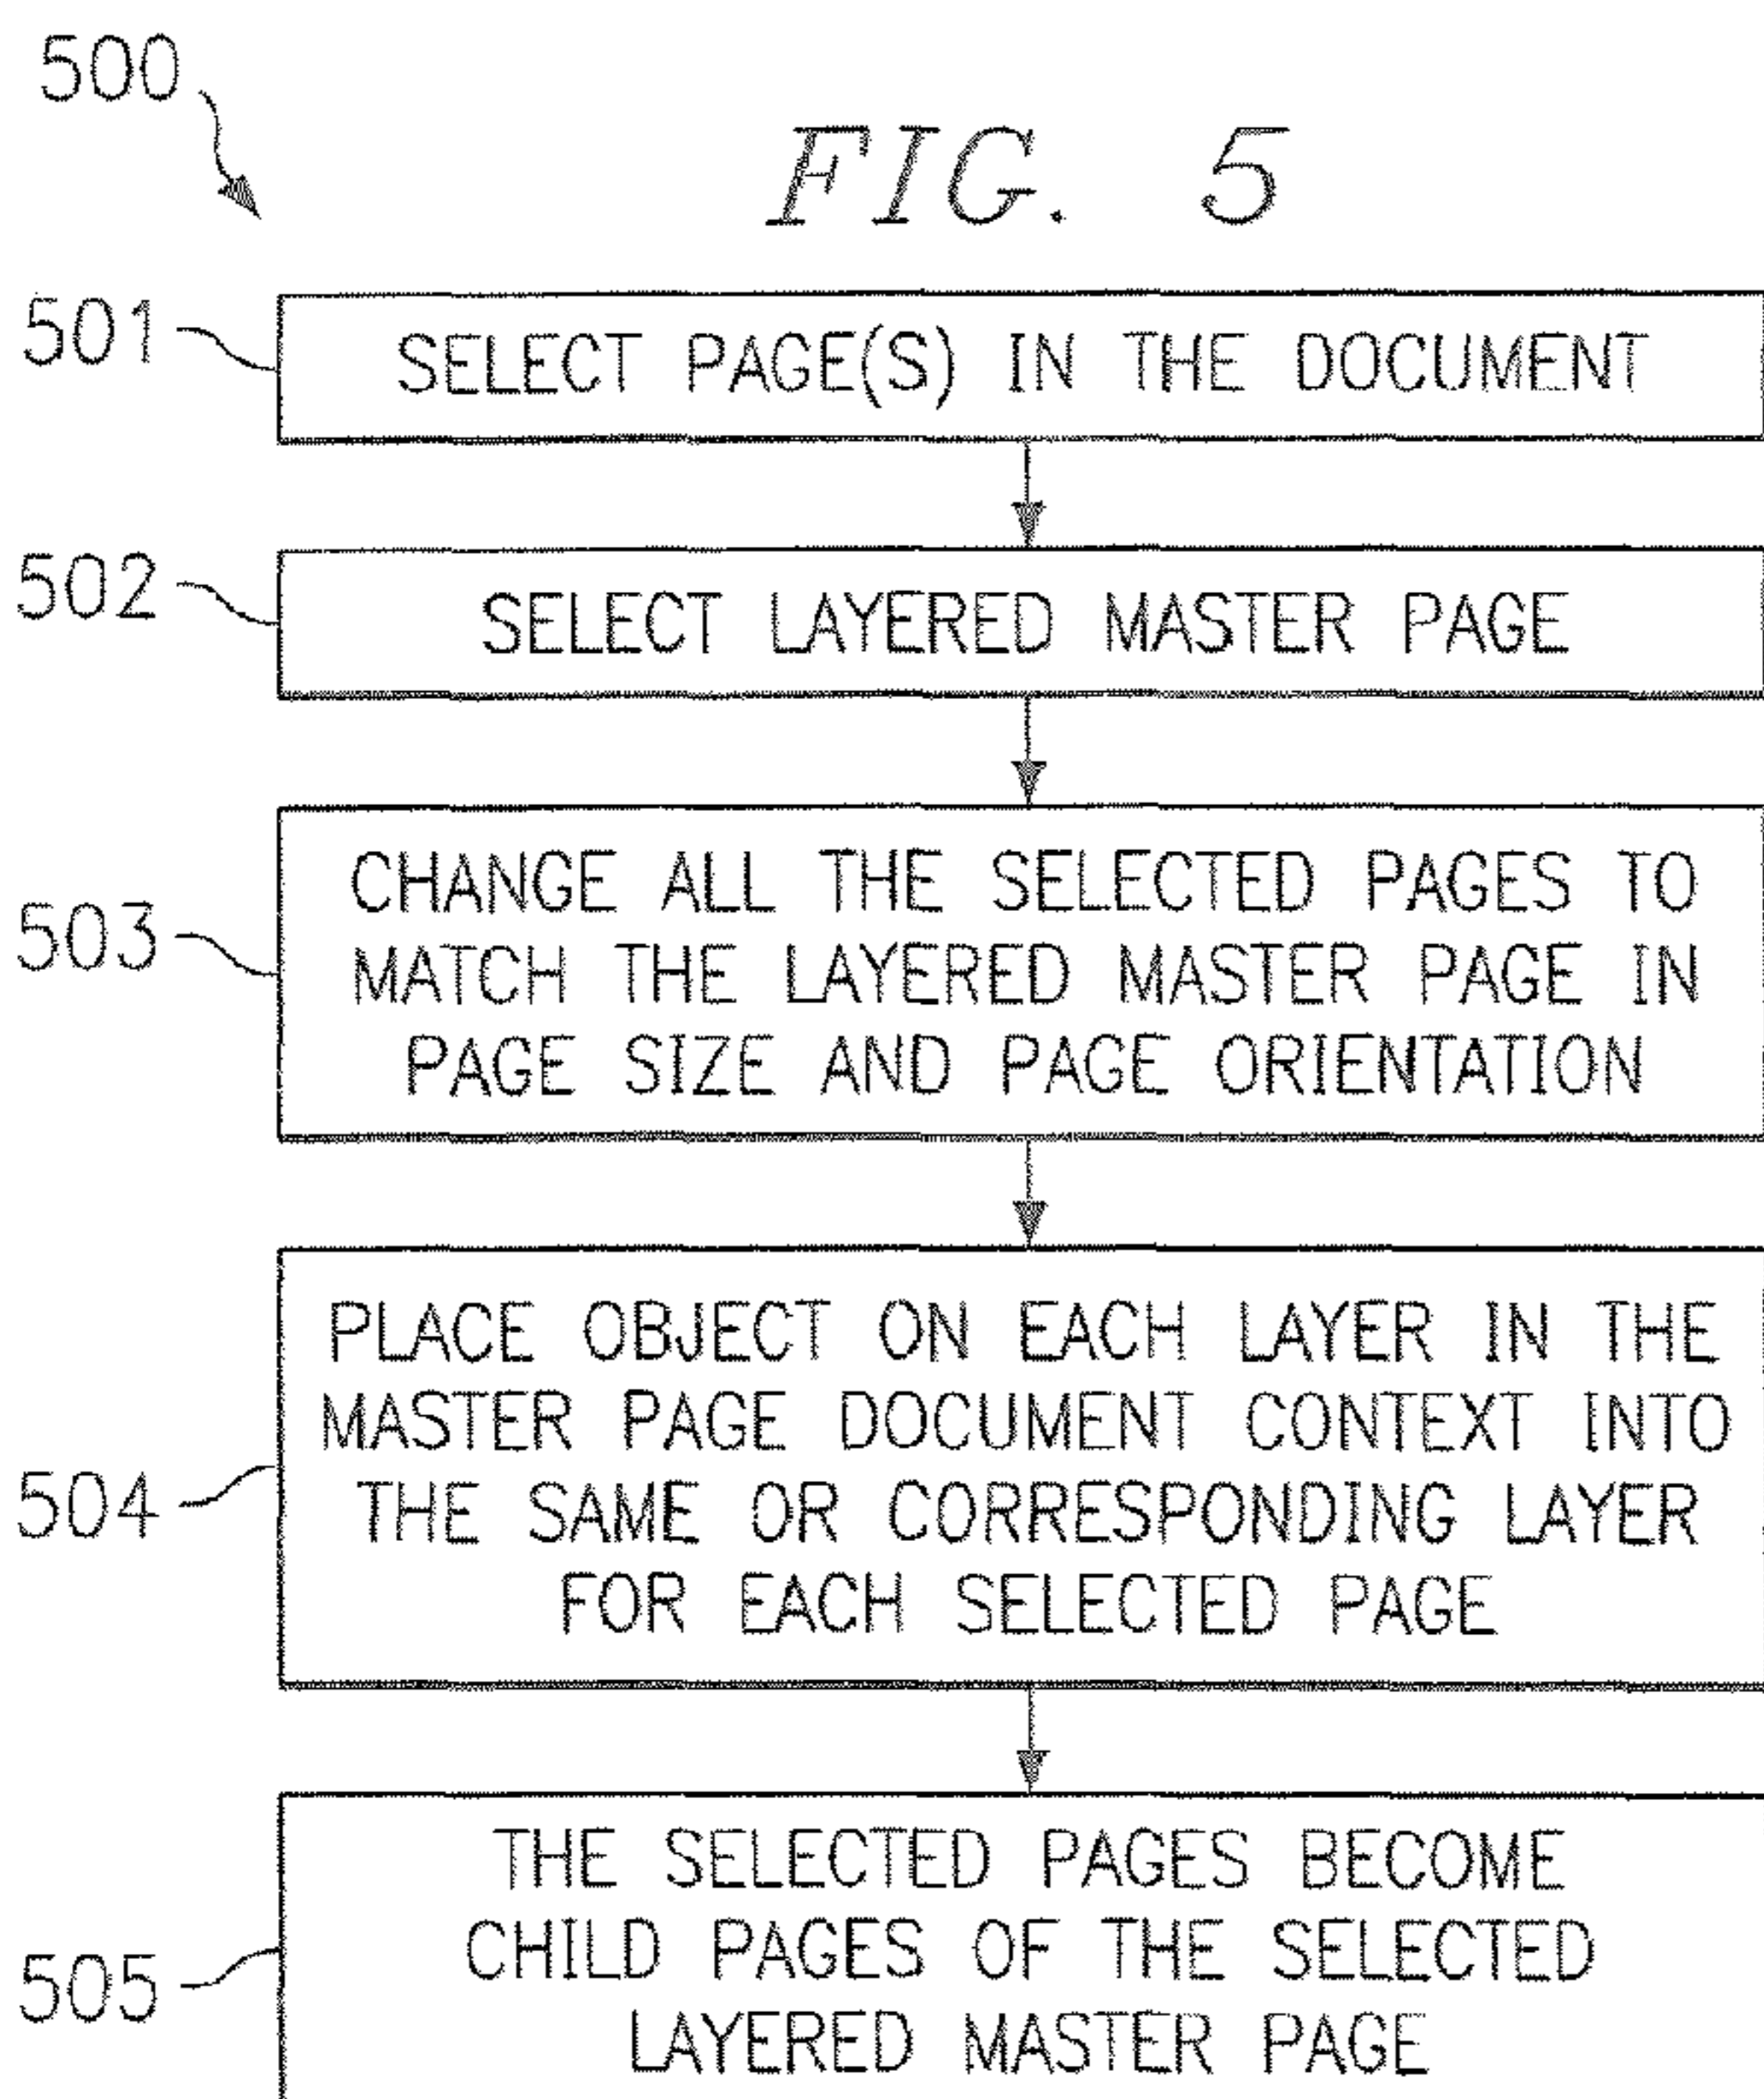 500
FIG. 5
501
SELECT PAGE(S) IN THE DOCUMENT
502
SELECT LAYERED MASTER PAGE
503
CHANGE ALL THE SELECTED PAGES TO
MATCH THE LAYERED MASTER PAGE IN
PAGE SIZE AND PAGE ORIENTATION
504
PLACE OBJECT ON EACH LAYER IN THE
MASTER PAGE DOCUMENT CONTEXT INTO
THE SAME OR CORRESPONDING LAYER
FOR EACH SELECTED PAGE
505
THE SELECTED PAGES BECOME
CHILD PAGES OF THE SELECTED
LAYERED MASTER PAGE